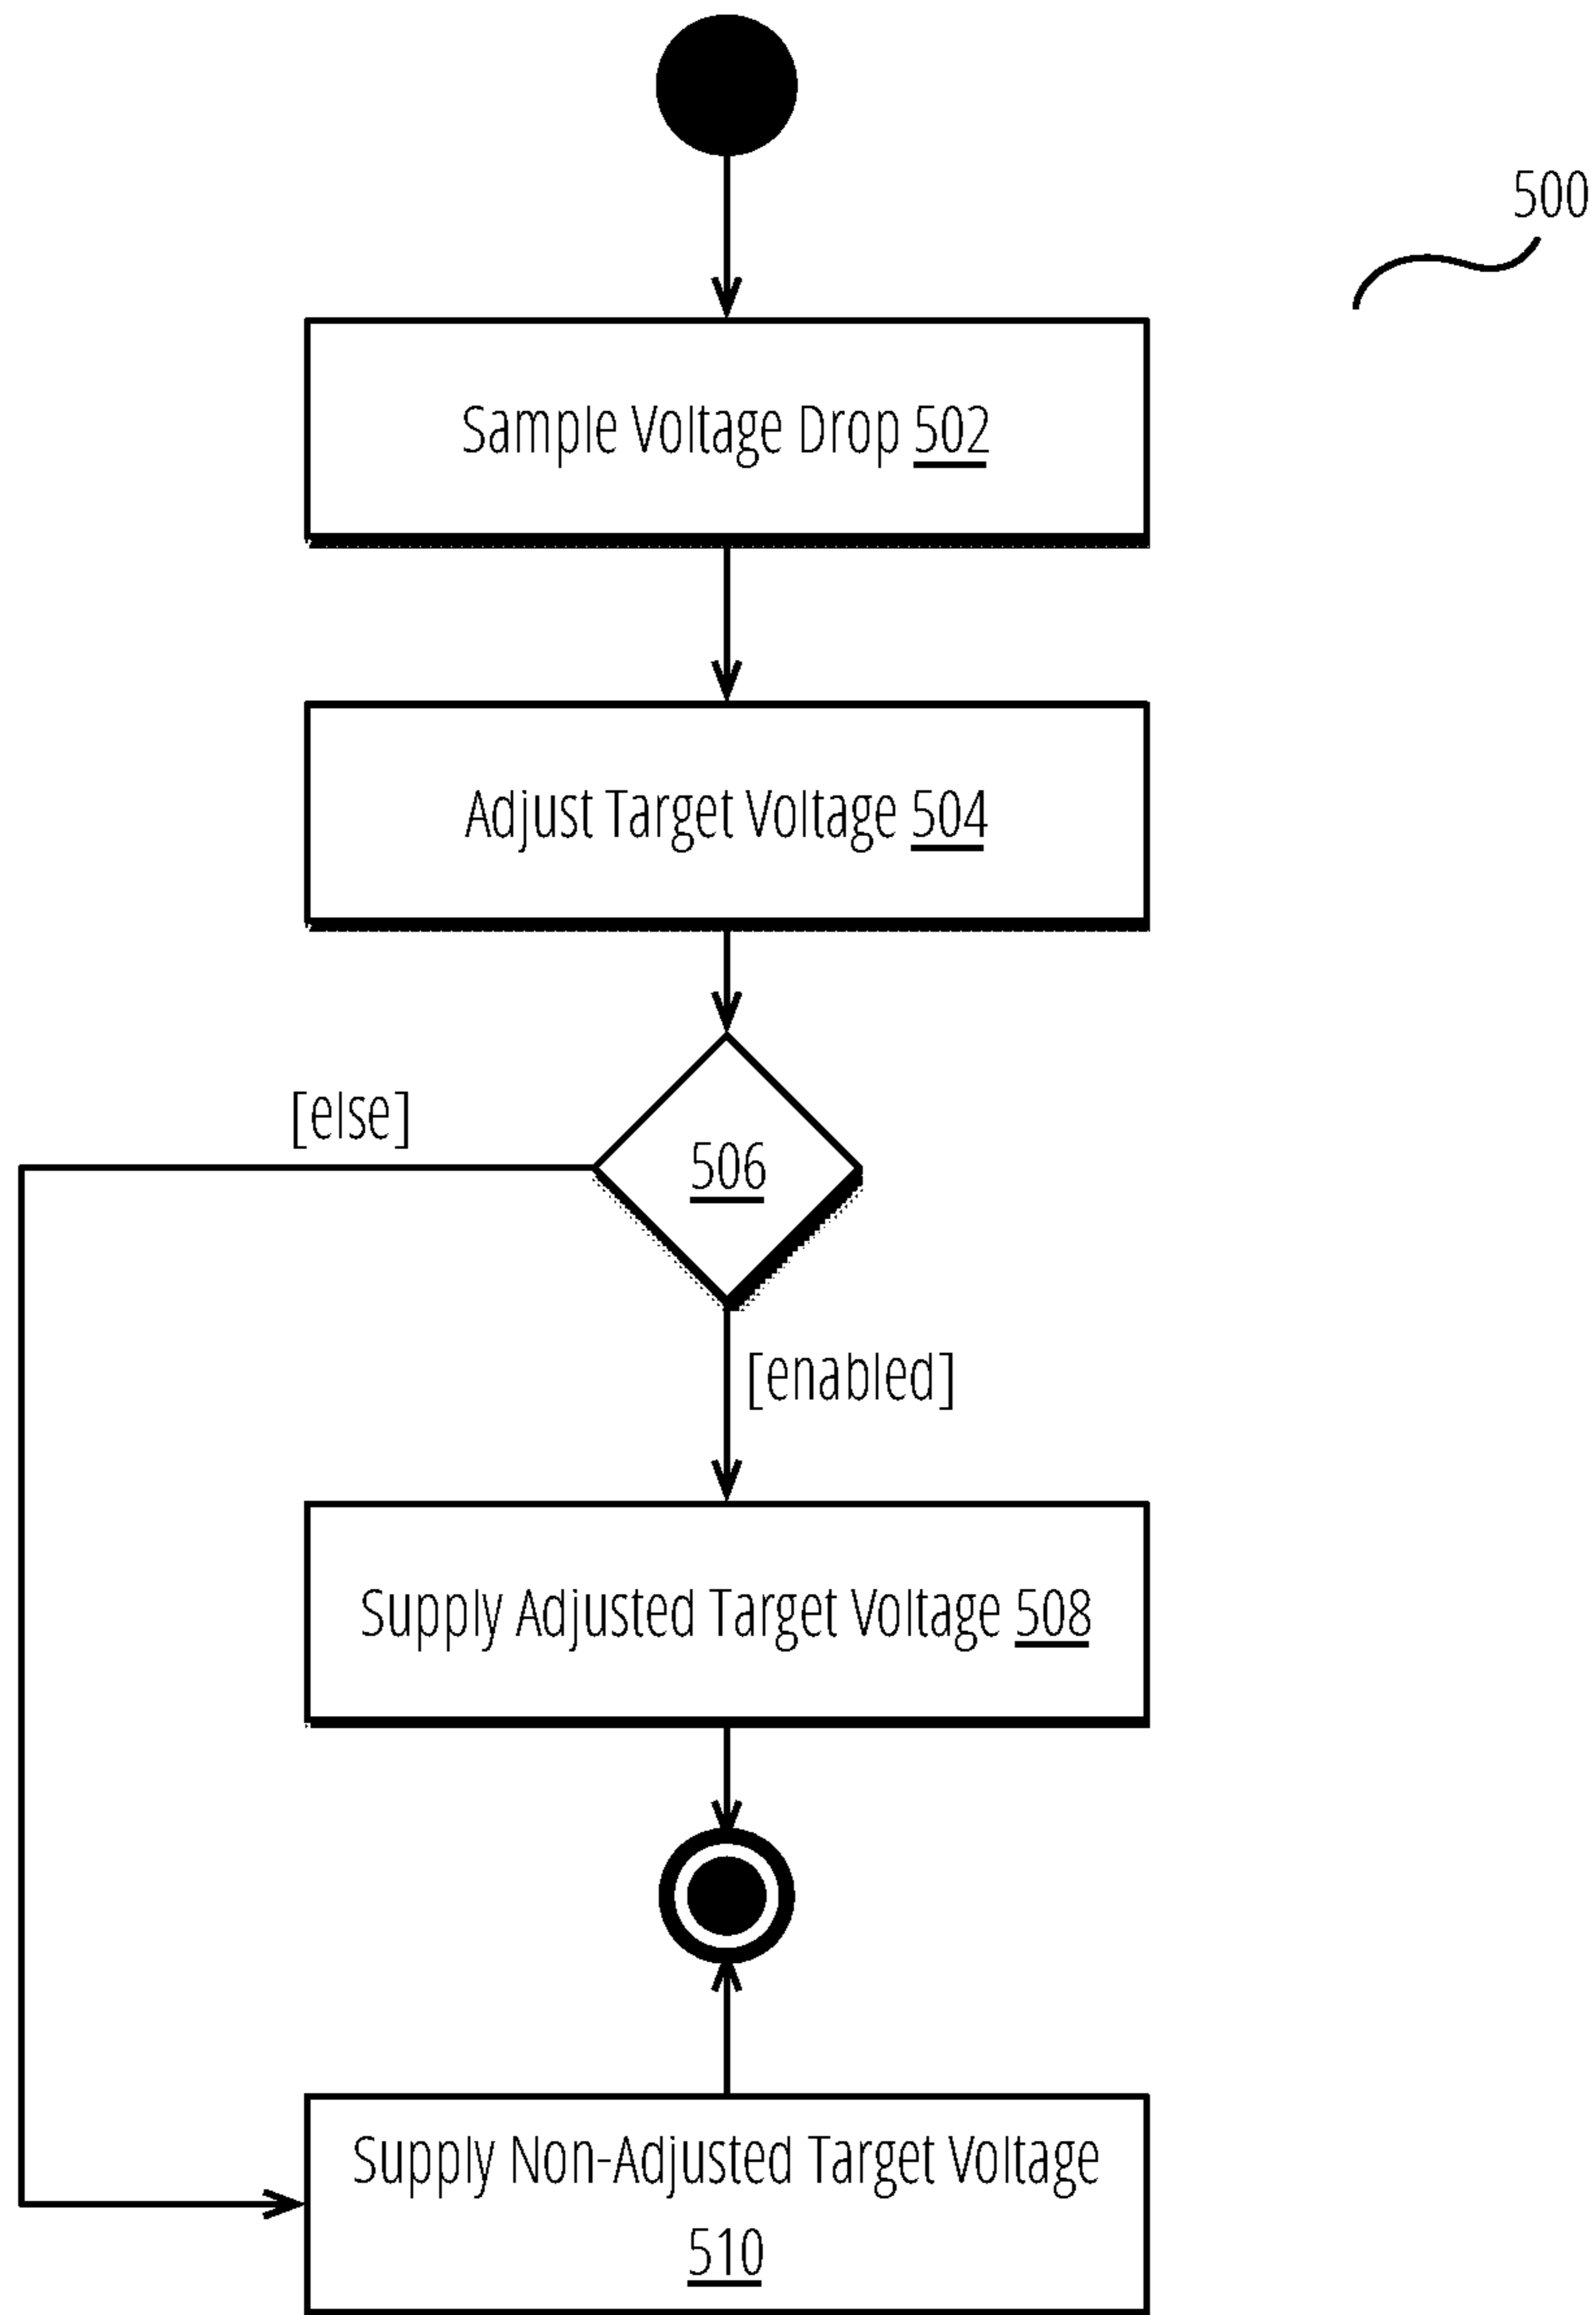 500
Sample Voltage Drop 502
Adjust Target Voltage 504
[else]
506
[enabled]
Supply Adjusted Target Voltage 508
Supply Non-Adjusted Target Voltage
510